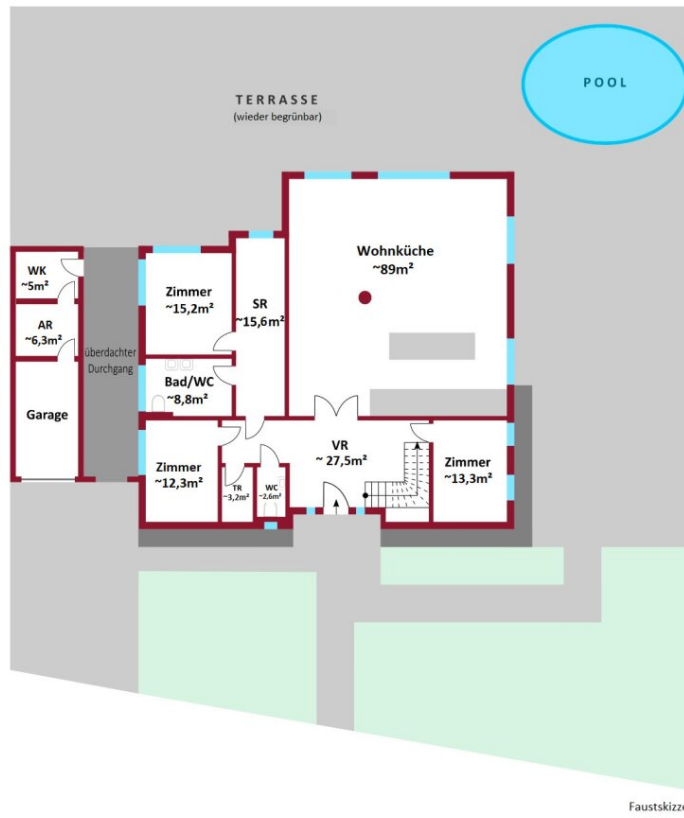 POOL
TERRASSE
(wieder begrünbar)
Wohnküche
~89m²
WK
~5m²
Zimmer
~15,2m²
SR
~15,6m²
AR
~6,3m²
überdachter
Durchgang
Bad/WC
~8,8m²
Garage
Zimmer
~12,3m²
VR
~ 27,5m²
Zimmer
~13,3m²
TR
~3,2m²
WC
~2,6m²
Faustskizze